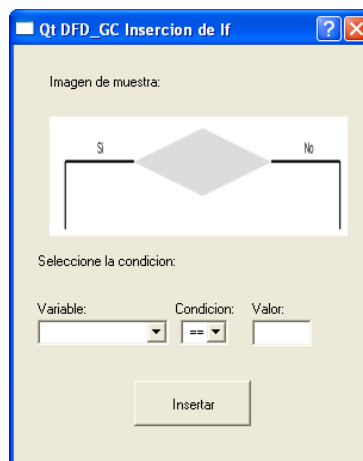 Qt DFD_GC Insercion de If
Imagen de muestra:
Si No
Seleccione la condicion:
Variable: Condicion: Valor:
==
Insertar